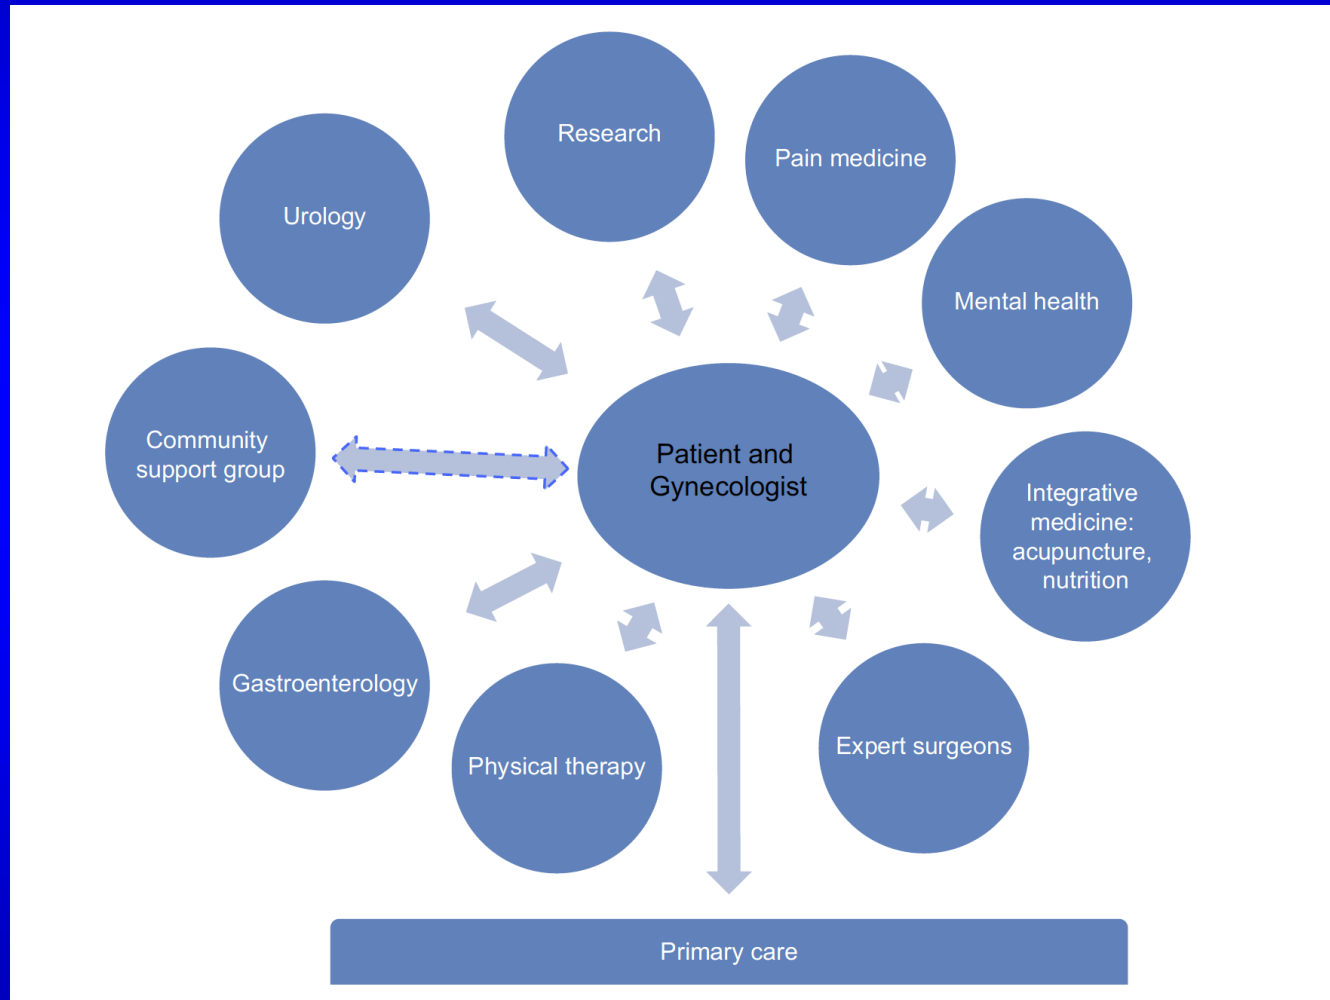 Research
Pain medicine
Urology
Mental health
Community
support group
Patient and
Gynecologist
Integrative
medicine:
acupuncture,
nutrition
Gastroenterology
Physical therapy
Expert surgeons
Primary care